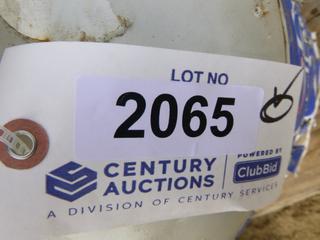 LOT NO
2065
CENTURY
AUCTIONS
POWERED BY
ClubBid
A DIVISION OF CENTURY SERVICES